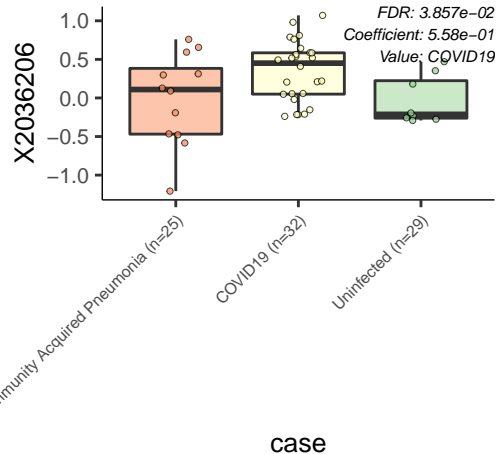 FDR: 3.857e−02
Coefficient: 5.58e−01
Value: COVID19
X2036206
1.0
0.5
0.0
−0.5
−1.0
Acquired Pneumonia (n=25)
COVID19 (n=32)
Uninfected (n=29)
case